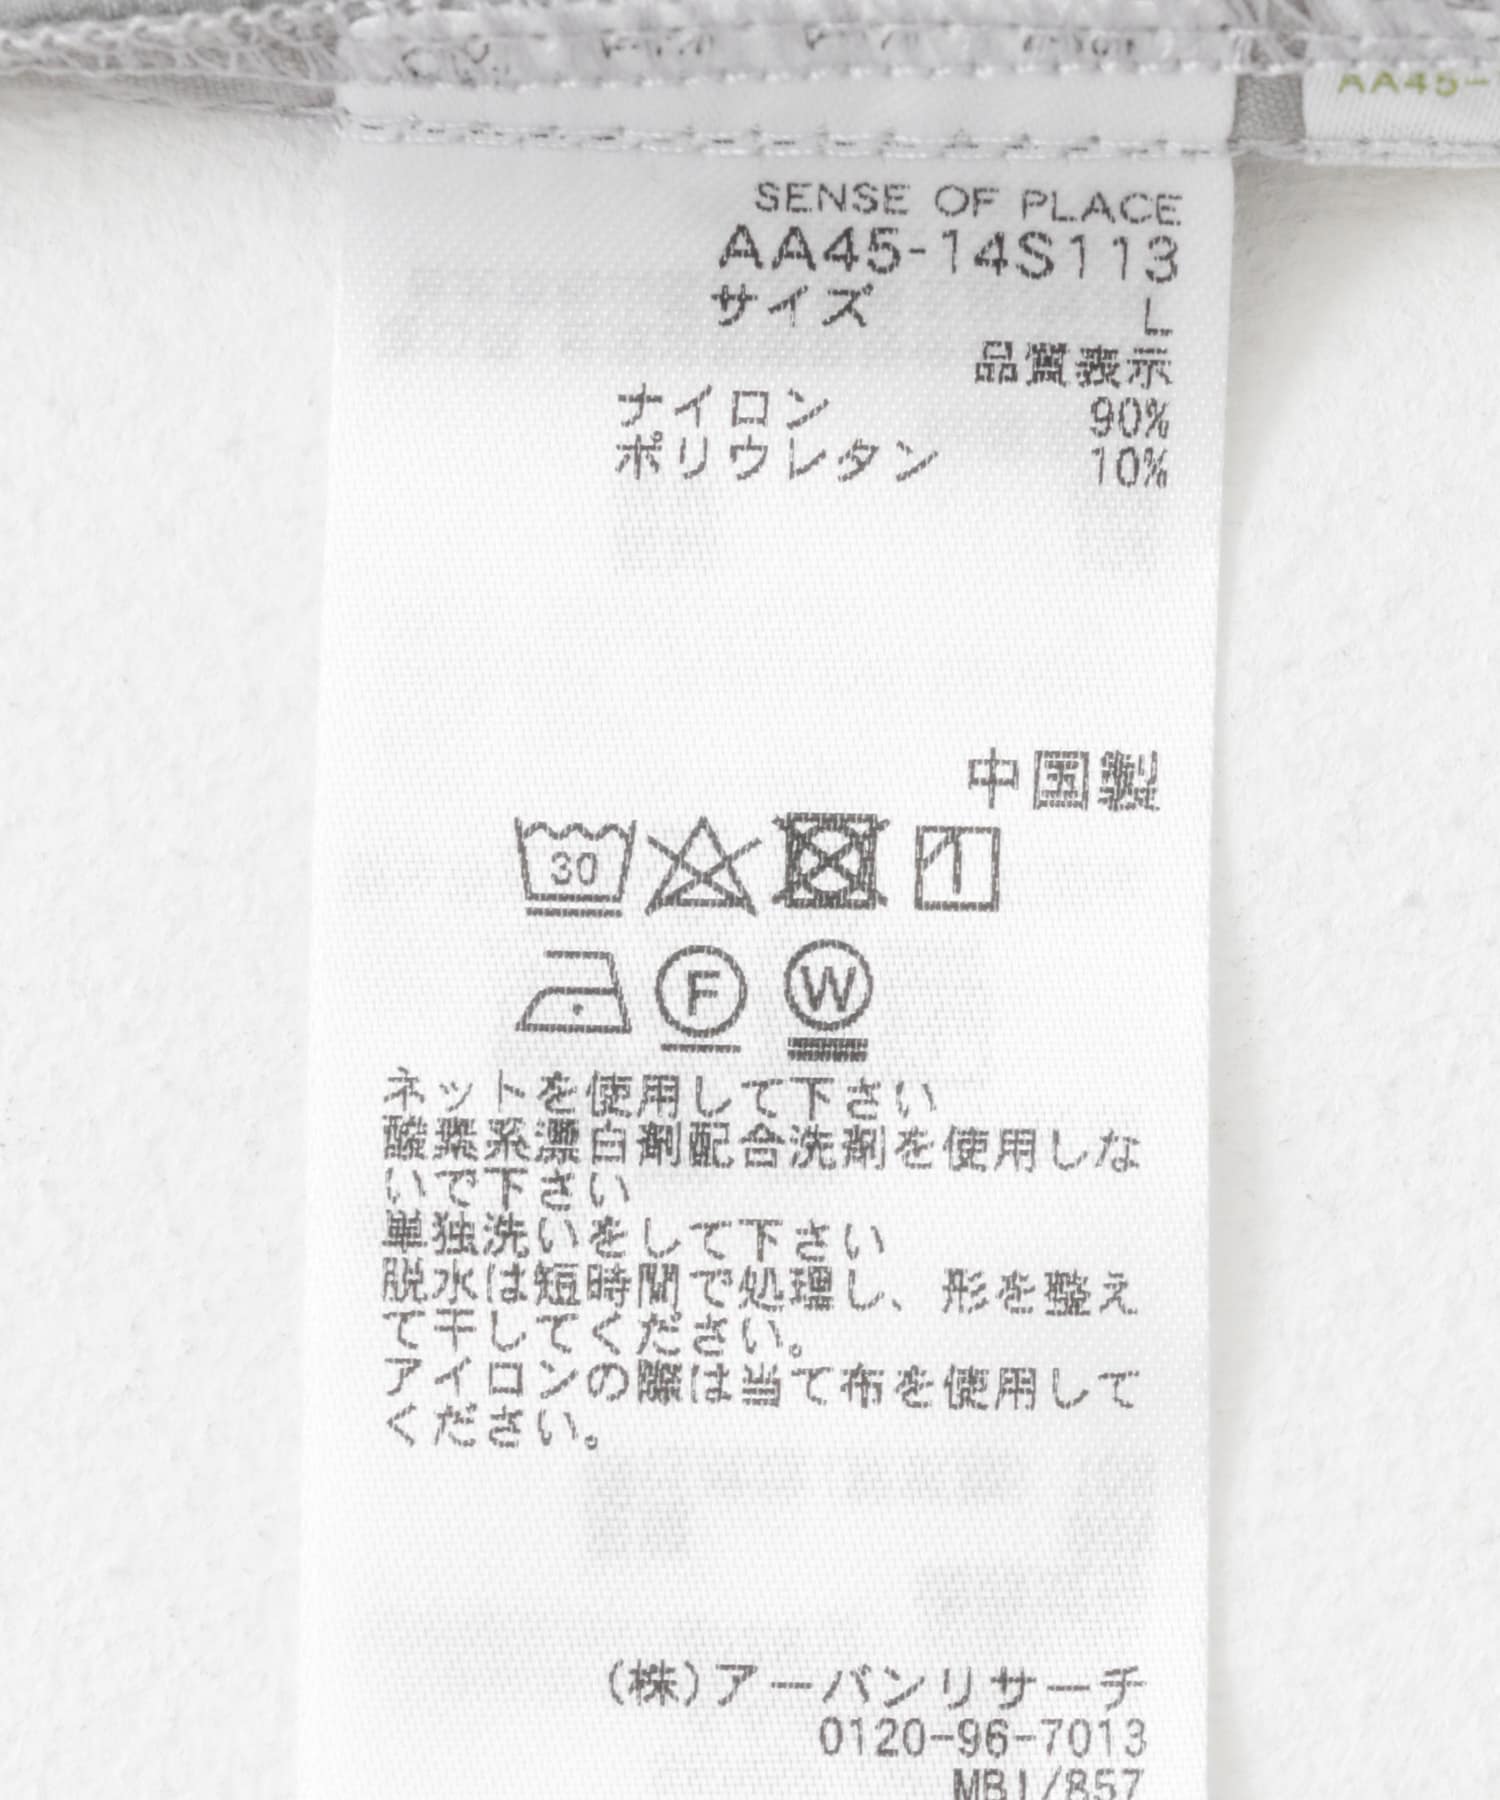 AA45-
SENSE OF PLACE
AA45-14S113
サイズ L
品質表示
ナイロン 90%
ポリウレタン 10%
中国製
30
F W
ネットを使用して下さい
酸素系漂白剤配合洗剤を使用しな
いで下さい
単独洗いをして下さい
脱水は短時間で処理し、形を整え
て干してください。
アイロンの際は当て布を使用して
ください。
(株)アーバンリサーチ
0120-96-7013
MB1/857